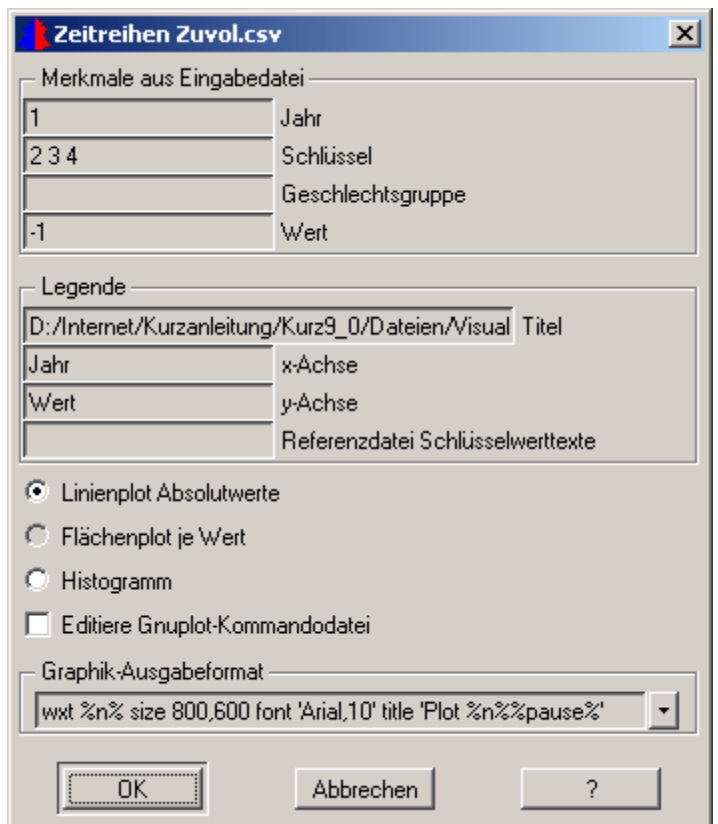 Zeitreihen Zuvol.csv
Merkmale aus Eingabedatei
1 Jahr
2 3 4 Schlüssel
Geschlechtsgruppe
-1 Wert
Legende
D:/Internet/Kurzanleitung/Kurz9_0/Dateien/Visual Titel
Jahr x-Achse
Wert y-Achse
Referenzdatei Schlüsselwerttexte
Linienplot Absolutwerte
Flächenplot je Wert
Histogramm
Editiere Gnuplot-Kommandodatei
Graphik-Ausgabeformat
wxt %n% size 800,600 font 'Arial,10' title 'Plot %n%%pause%'
OK Abbrechen ?